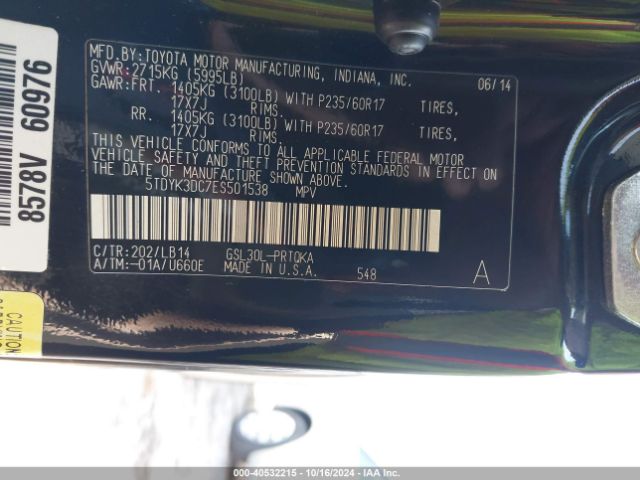 MFD. BY: TOYOTA MOTOR MANUFACTURING, INDIANA, INC. 06/14
GVWR: 2715KG (5995LB)
GAWR: FRT. 1405KG (3100LB) WITH P235/60R17 TIRES,
17X7J RIMS.
RR. 1405KG (3100LB) WITH P235/60R17 TIRES,
17X7J RIMS.
THIS VEHICLE CONFORMS TO ALL APPLICABLE FEDERAL MOTOR
VEHICLE SAFETY AND THEFT PREVENTION STANDARDS IN EFFECT ON
THE DATE OF MANUFACTURE SHOWN ABOVE.
5TDYK3DC7ES501538 MPV
C/TR: 202/LB14 GSL30L-PRTQKA
A/TM:-01A/U660E MADE IN U.S.A. 548 A
8578V 60976
CAUTION
000-40532215 - 10/16/2024 - IAAI.COM